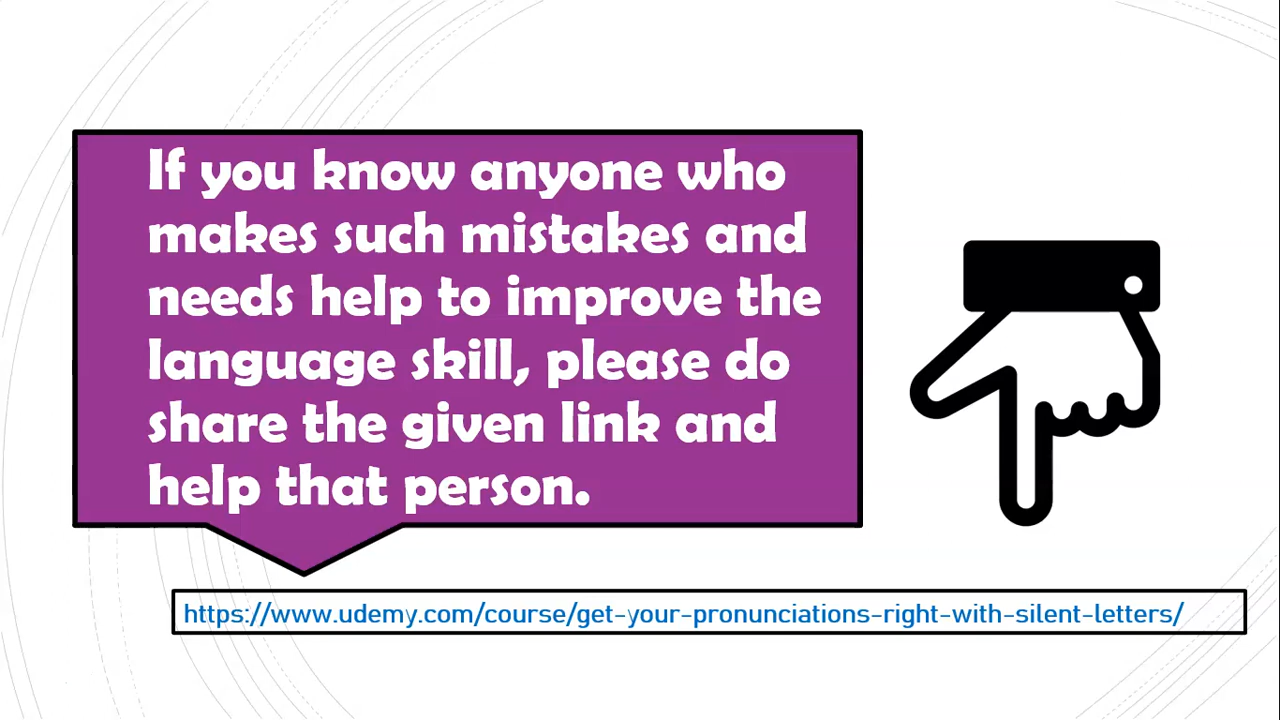 If you know anyone who
makes such mistakes and
needs help to improve the
language skill, please do
share the given link and
help that person.
https://www.udemy.com/course/get-your-pronunciations-right-with-silent-letters/